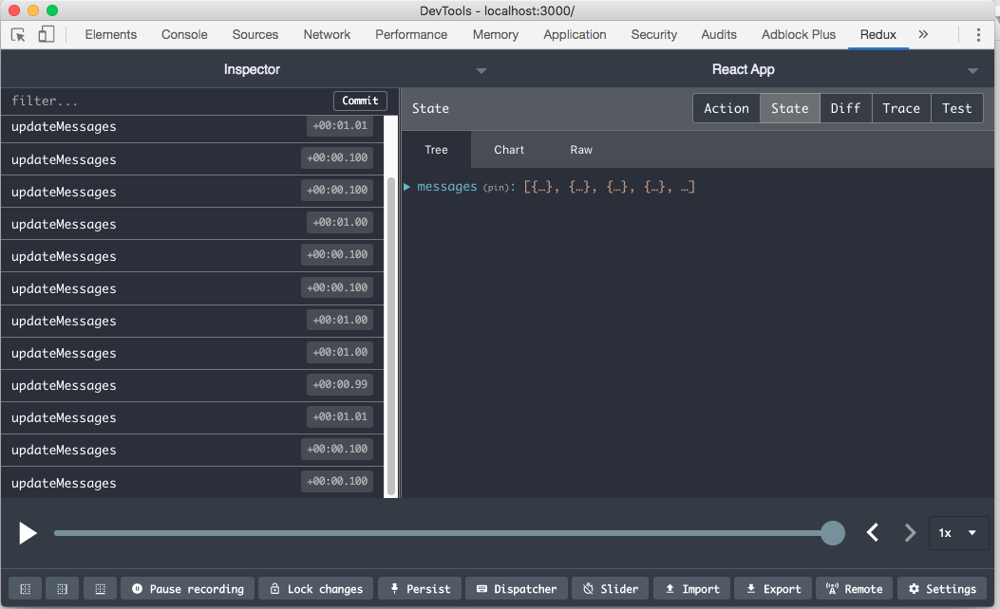 DevTools - localhost:3000/
Elements Console Sources Network Performance Memory Application Security Audits Adblock Plus Redux »
Inspector React App
filter... Commit State Action State Diff Trace Test
updateMessages +00:01.01
Tree Chart Raw
updateMessages +00:00.100
messages (pin): [{…}, {…}, {…}, {…}, …]
updateMessages +00:00.100
updateMessages +00:01.00
updateMessages +00:00.100
updateMessages +00:00.100
updateMessages +00:01.00
updateMessages +00:01.00
updateMessages +00:00.99
updateMessages +00:01.01
updateMessages +00:00.100
updateMessages +00:00.100
1x
Pause recording Lock changes Persist Dispatcher Slider Import Export Remote Settings